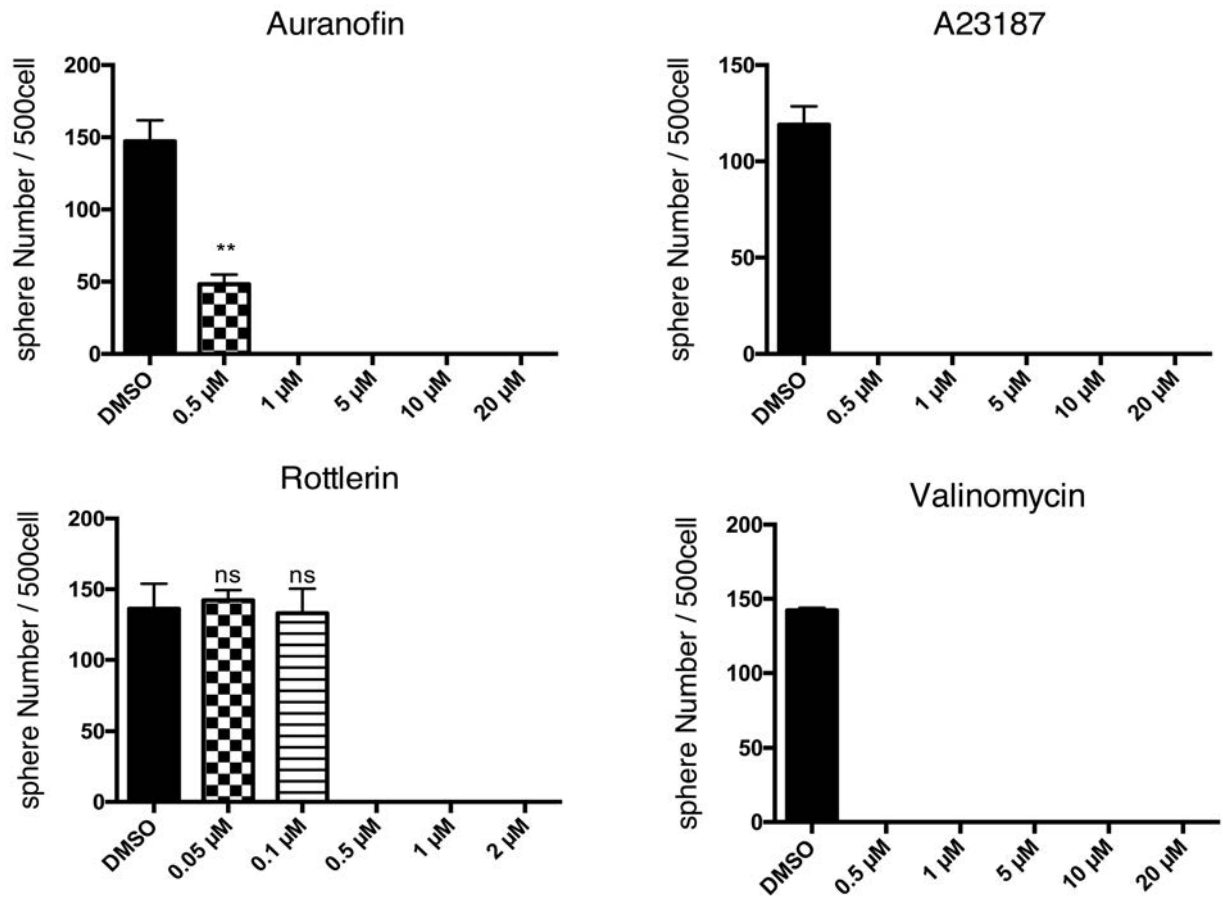 Auranofin
sphere Number / 500cell
200
150
100
50
0
**
DMSO
0.5 µM
1 µM
5 µM
10 µM
20 µM
A23187
sphere Number / 500cell
150
100
50
0
DMSO
0.5 µM
1 µM
5 µM
10 µM
20 µM
Rottlerin
sphere Number / 500cell
200
150
100
50
0
ns
ns
DMSO
0.05 µM
0.1 µM
0.5 µM
1 µM
2 µM
Valinomycin
sphere Number / 500cell
200
150
100
50
0
DMSO
0.5 µM
1 µM
5 µM
10 µM
20 µM